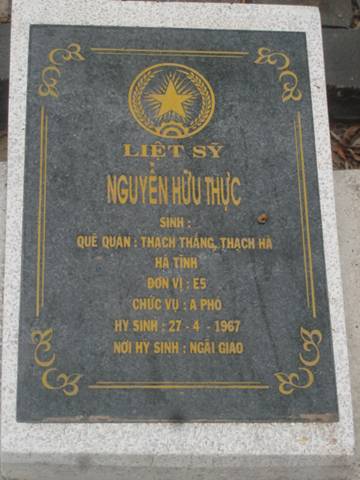 LIỆT SỸ
NGUYỄN HỮU THỰC
SINH :
QUÊ QUÁN : THẠCH THẮNG, THẠCH HÀ
HÀ TĨNH
ĐƠN VỊ : E5
CHỨC VỤ : A PHÓ
HY SINH : 27 - 4 - 1967
NƠI HY SINH : NGÃI GIAO